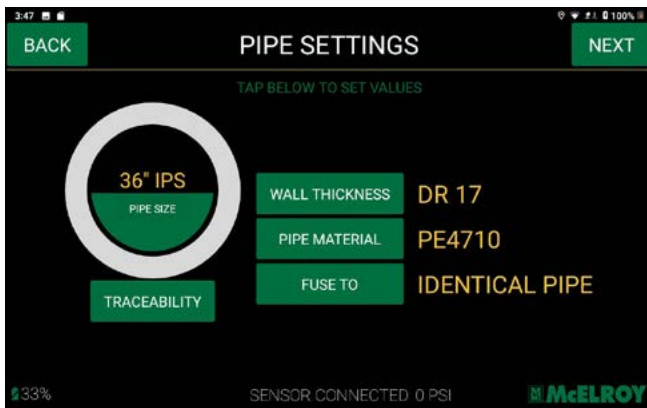 3:47 100%
BACK PIPE SETTINGS NEXT
TAP BELOW TO SET VALUES
36" IPS
PIPE SIZE
WALL THICKNESS DR 17
PIPE MATERIAL PE4710
FUSE TO IDENTICAL PIPE
TRACEABILITY
33% SENSOR CONNECTED 0 PSI McELROY